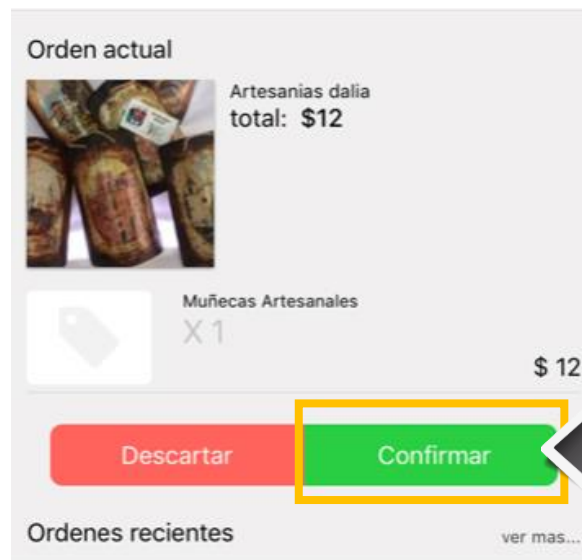 Orden actual
Artesanias dalia
total: $12
Muñecas Artesanales
X 1
$ 12
Descartar
Confirmar
Ordenes recientes
ver mas...